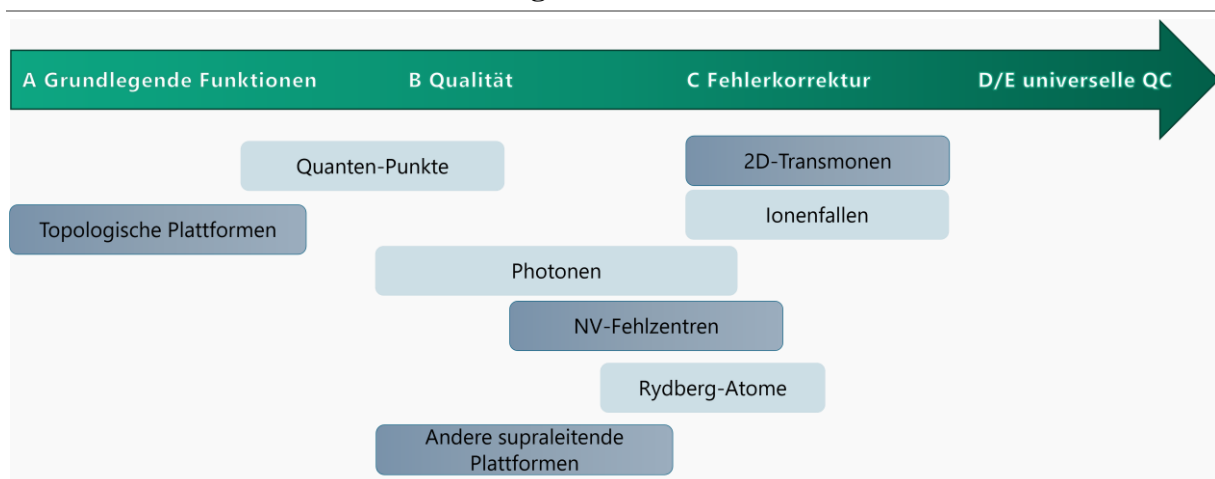 A Grundlegende Funktionen B Qualität C Fehlerkorrektur D/E universelle QC
Quanten-Punkte
2D-Transmonen
Topologische Plattformen
Ionenfallen
Photonen
NV-Fehlzentren
Rydberg-Atome
Andere supraleitende
Plattformen